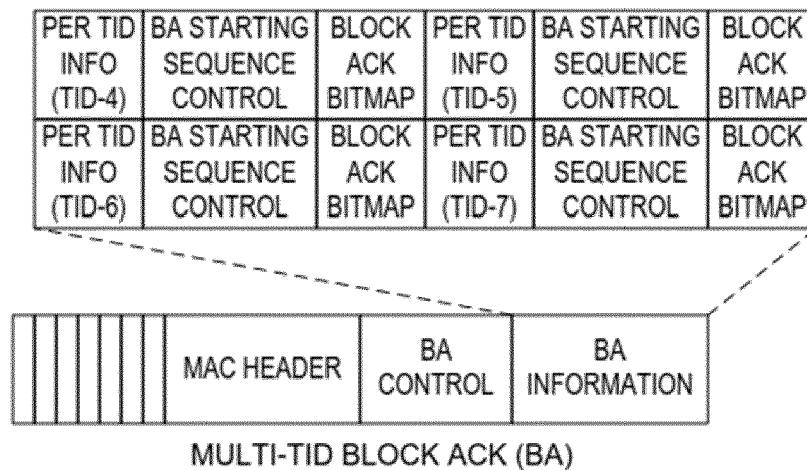 PER TID BA STARTING BLOCK PER TID BA STARTING BLOCK
INFO SEQUENCE ACK INFO SEQUENCE ACK
(TID-4) CONTROL BITMAP (TID-5) CONTROL BITMAP
PER TID BA STARTING BLOCK PER TID BA STARTING BLOCK
INFO SEQUENCE ACK INFO SEQUENCE ACK
(TID-6) CONTROL BITMAP (TID-7) CONTROL BITMAP
MAC HEADER BA CONTROL BA INFORMATION
MULTI-TID BLOCK ACK (BA)